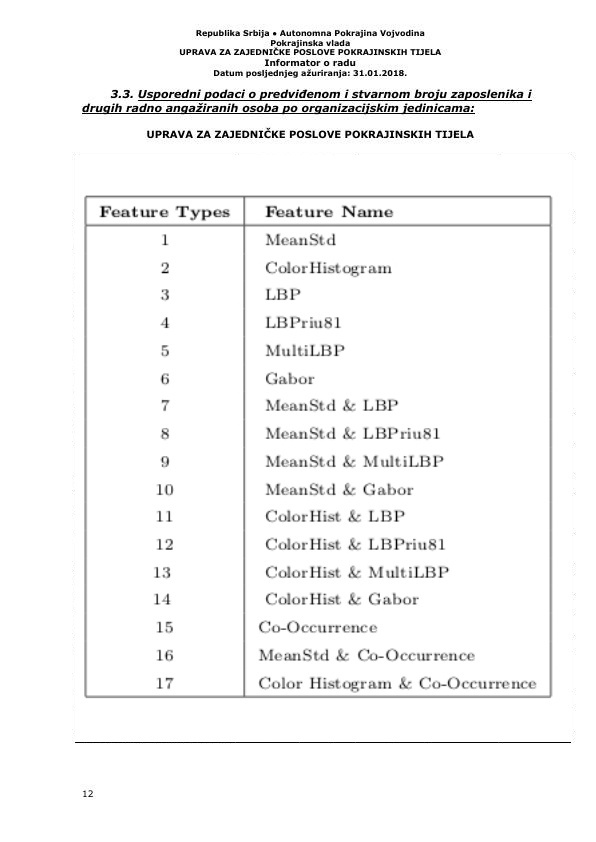 Republika Srbija ● Autonomna Pokrajina Vojvodina
Pokrajinska vlada
UPRAVA ZA ZAJEDNIČKE POSLOVE POKRAJINSKIH TIJELA
Informator o radu
Datum posljednjeg ažuriranja: 31.01.2018.
3.3. Usporedni podaci o predviđenom i stvarnom broju zaposlenika i
drugih radno angažiranih osoba po organizacijskim jedinicama:
UPRAVA ZA ZAJEDNIČKE POSLOVE POKRAJINSKIH TIJELA
Feature Types Feature Name
1 MeanStd
2 ColorHistogram
3 LBP
4 LBPriu81
5 MultiLBP
6 Gabor
7 MeanStd & LBP
8 MeanStd & LBPriu81
9 MeanStd & MultiLBP
10 MeanStd & Gabor
11 ColorHist & LBP
12 ColorHist & LBPriu81
13 ColorHist & MultiLBP
14 ColorHist & Gabor
15 Co-Occurrence
16 MeanStd & Co-Occurrence
17 Color Histogram & Co-Occurrence
12